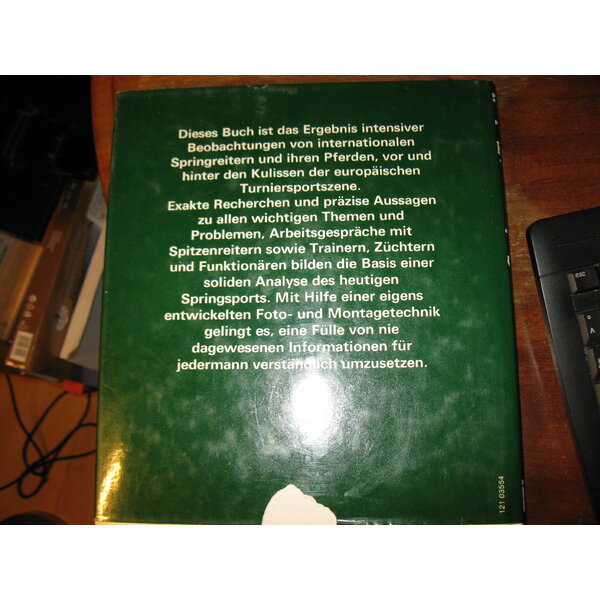 Dieses Buch ist das Ergebnis intensiver
Beobachtungen von internationalen
Springreitern und ihren Pferden, vor und
hinter den Kulissen der europäischen
Turniersportszene.
Exakte Recherchen und präzise Aussagen
zu allen wichtigen Themen und
Problemen, Arbeitsgespräche mit
Spitzenreitern sowie Trainern, Züchtern
und Funktionären bilden die Basis einer
soliden Analyse des heutigen
Springsports. Mit Hilfe einer eigens
entwickelten Foto- und Montagetechnik
gelingt es, eine Fülle von nie
dagewesenen Informationen für
jedermann verständlich umzusetzen.
121 03564
esc